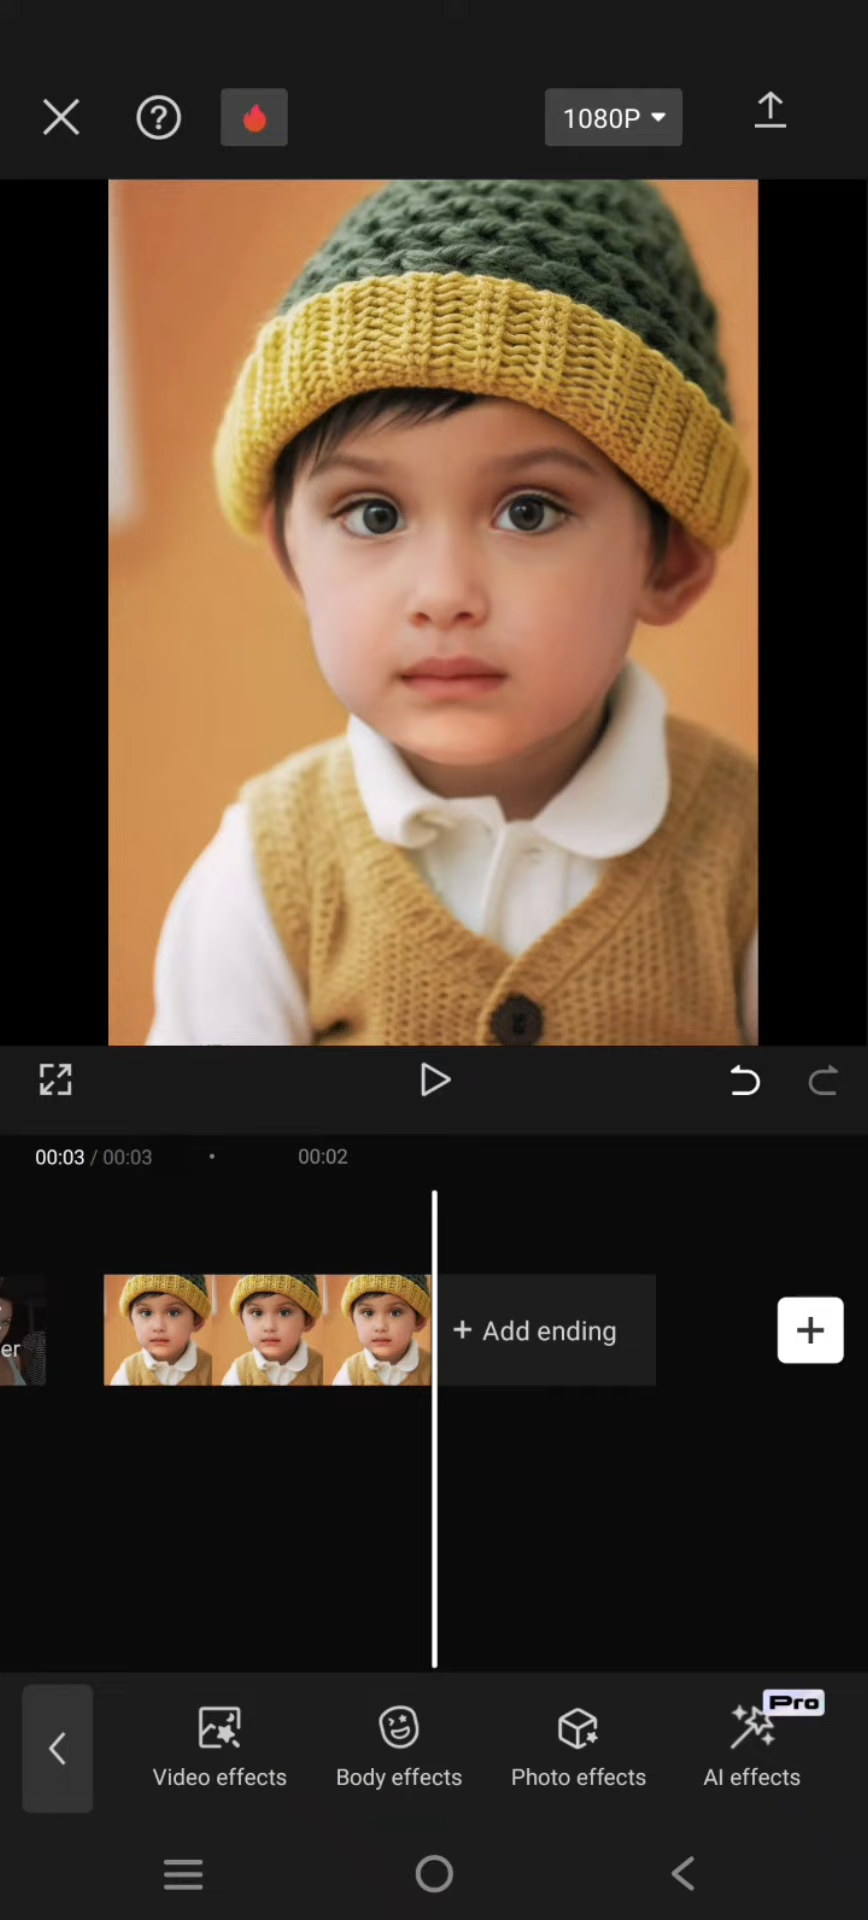 1080P
00:03 / 00:03
00:02
er
+ Add ending
Pro
Video effects
Body effects
Photo effects
AI effects